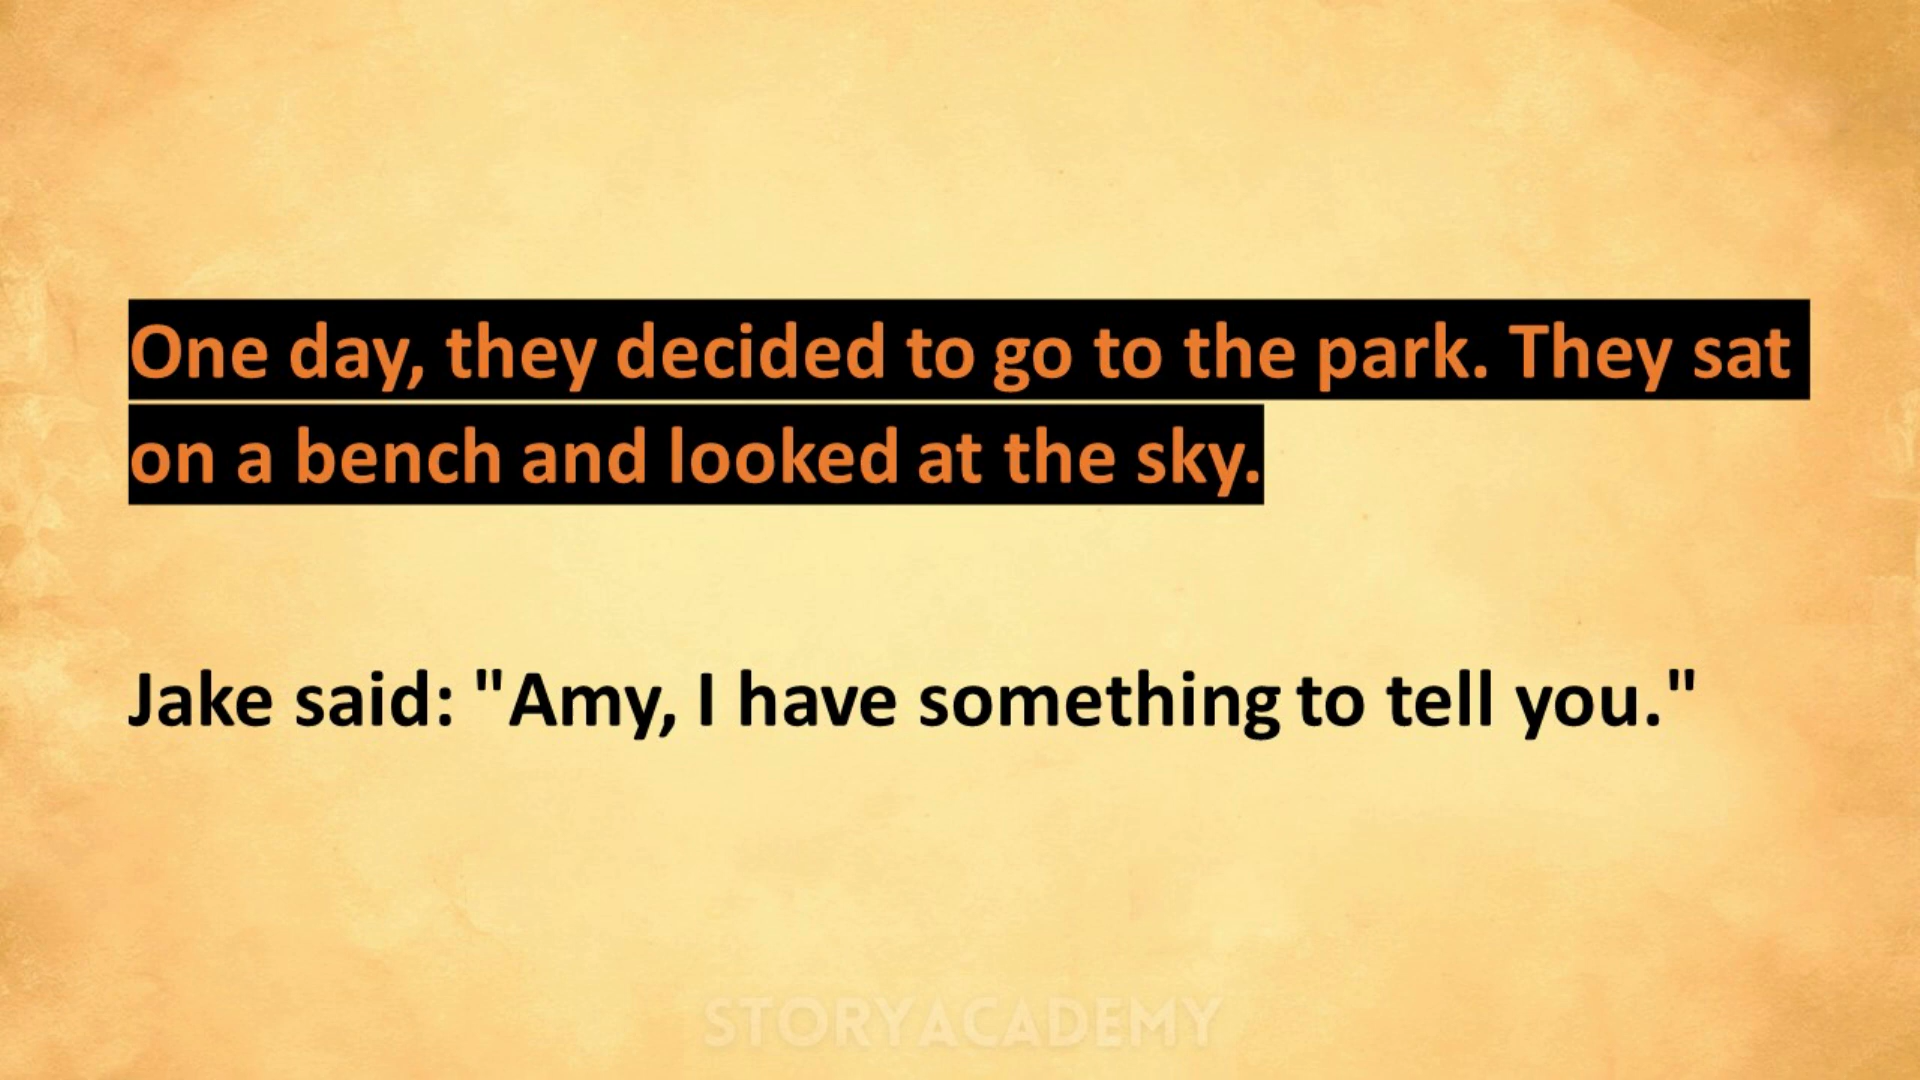 One day, they decided to go to the park. They sat
on a bench and looked at the sky.
Jake said: "Amy, I have something to tell you."
STORYACADEMY